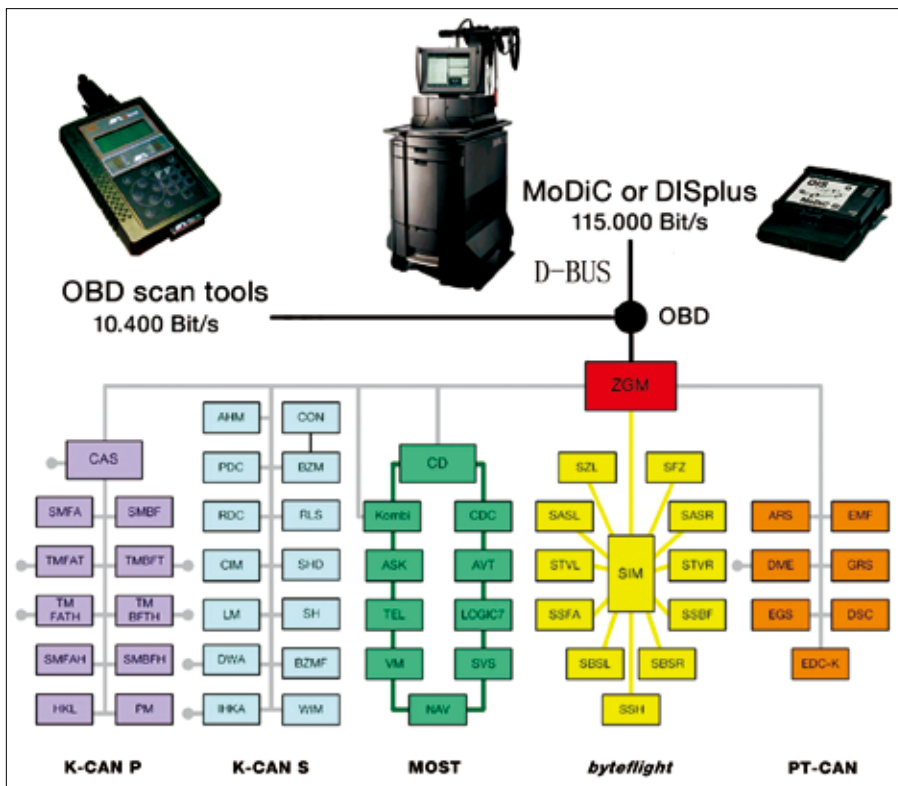 MoDiC or DISplus
115.000 Bit/s
D-BUS
OBD scan tools
10.400 Bit/s
OBD
ZGM
CAS
SMFA
SMBF
TMFAT
TMBFT
TM
FATH
TM
BFTH
SMFAH
SMBFH
HKL
PM
K-CAN P
AHM
CON
PDC
BZM
RDC
RLS
CIM
SHD
LM
SH
DWA
BZMF
IHKA
WIM
K-CAN S
CD
Kombi
CDC
ASK
AVT
TEL
LOGIC7
VM
SVS
NAV
MOST
SZL
SFZ
SASL
SASR
STVL
SIM
STVR
SSFA
SSBF
SBSL
SBSR
SSH
byteflight
ARS
EMF
DME
GRS
EGS
DSC
EDC-K
PT-CAN